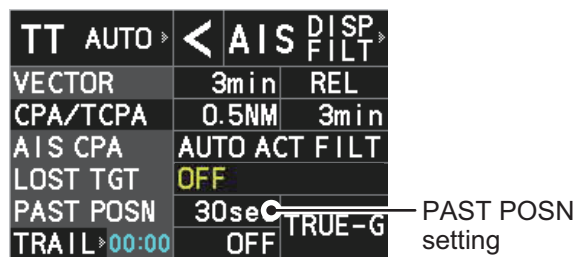 TT AUTO» < AIS DISP FILT»
VECTOR 3min REL
CPA/TCPA 0.5NM 3min
AIS CPA AUTO ACT FILT
LOST TGT OFF
PAST POSN 30sec TRUE-G
TRAIL»00:00 OFF
PAST POSN
setting